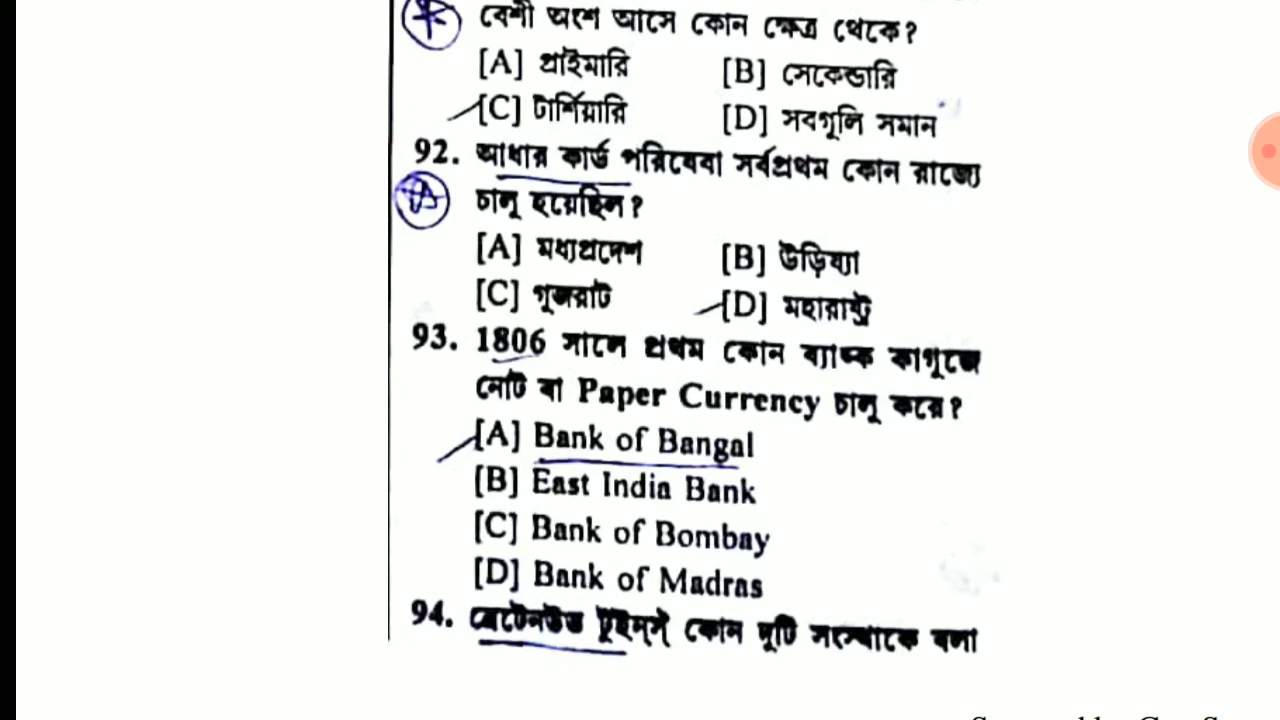 বেশী অংশ আসে কোন ক্ষেত্র থেকে?
[A] প্রাইমারি [B] সেকেন্ডারি
[C] টার্শিয়ারি [D] সবগুলি সমান
92. আধার কার্ড পরিষেবা সর্বপ্রথম কোন রাজ্যে
চালু হয়েছিল?
[A] মধ্যপ্রদেশ [B] উড়িষ্যা
[C] গুজরাট [D] মহারাষ্ট্র
93. 1806 সালে প্রথম কোন ব্যাঙ্ক কাগুজে
নোট বা Paper Currency চালু করে?
[A] Bank of Bangal
[B] East India Bank
[C] Bank of Bombay
[D] Bank of Madras
94. ব্রেটেনউড টুইন্স্ কোন দুটি সংস্থাকে বলা